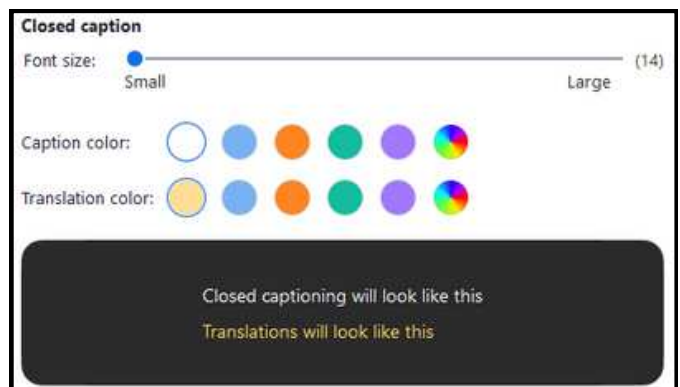 Closed caption
Font size: (14)
Small Large
Caption color:
Translation color:
Closed captioning will look like this
Translations will look like this